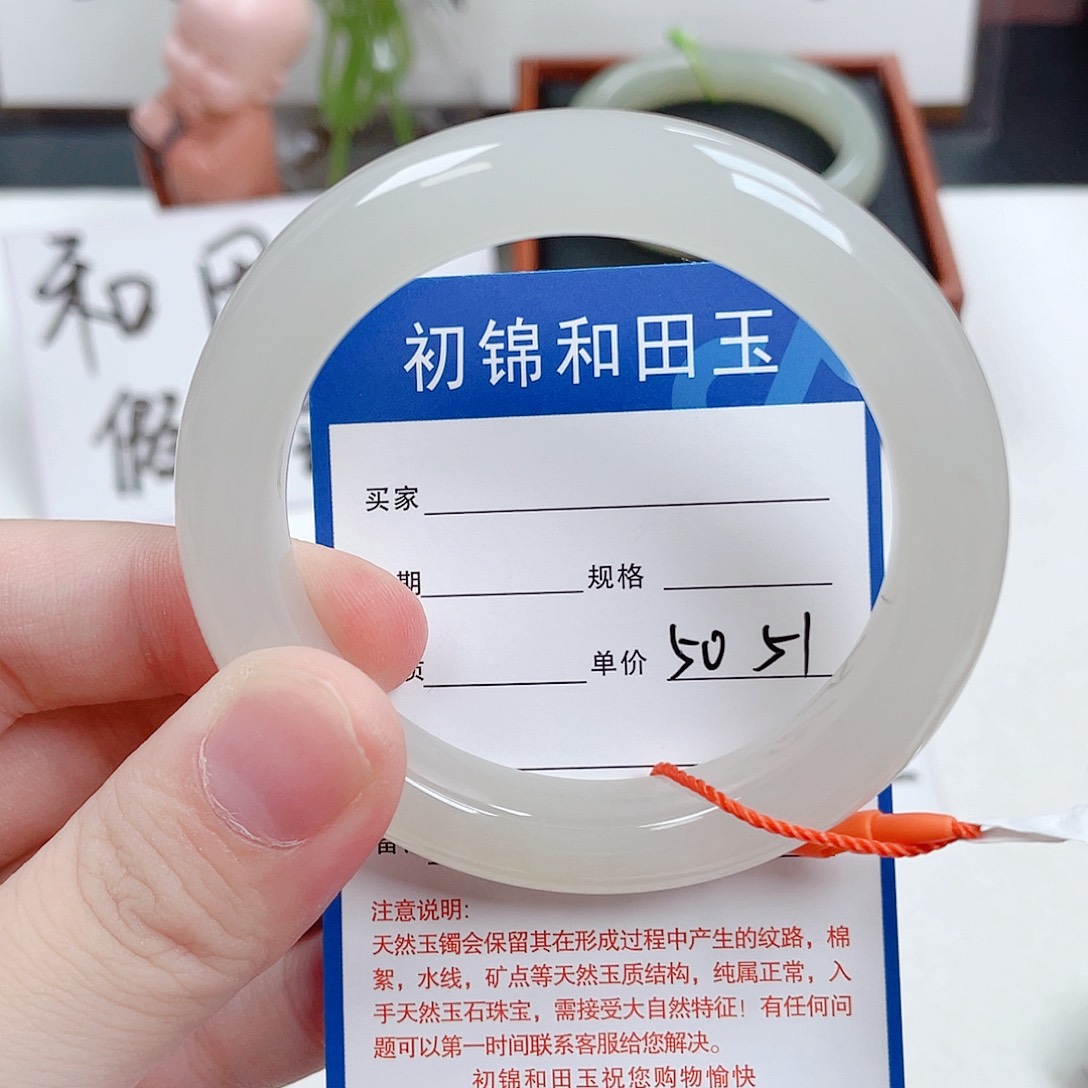 和田
假
初锦和田玉
买家
期 规格
质 单价 50 51
注意说明:
天然玉镯会保留其在形成过程中产生的纹路，棉
絮，水线，矿点等天然玉质结构，纯属正常，入
手天然玉石珠宝，需接受大自然特征！有任何问
题可以第一时间联系客服给您解决。
初锦和田玉祝您购物愉快